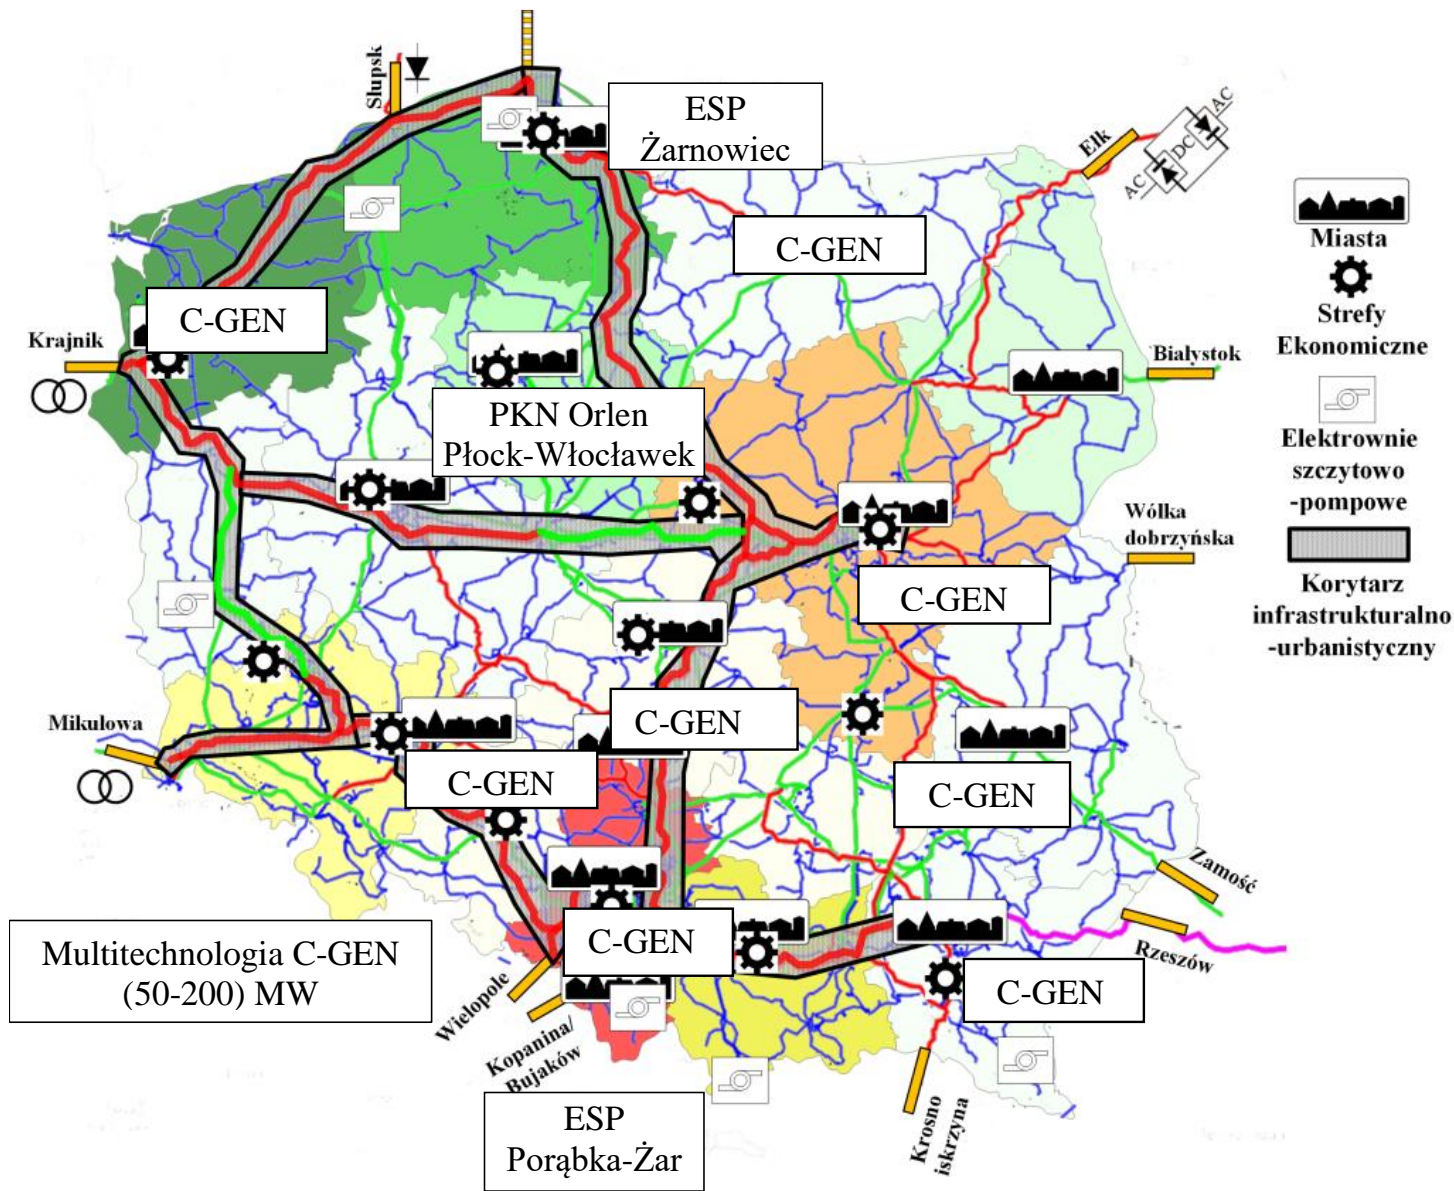 Słupsk
ESP
Żarnowiec
Ełk
AC
DC
AC
Miasta
Strefy
Ekonomiczne
Elektrownie
szczytowo
-pompowe
Korytarz
infrastrukturalno
-urbanistyczny
C-GEN
C-GEN
Krajnik
Białystok
PKN Orlen
Płock-Włocławek
Wólka
dobrzyńska
C-GEN
Mikułowa
C-GEN
C-GEN
C-GEN
Zamość
Rzeszów
C-GEN
C-GEN
Multitechnologia C-GEN
(50-200) MW
Wielopole
Kopanina/
Bujaków
Krosno
iskrzyna
ESP
Porąbka-Żar